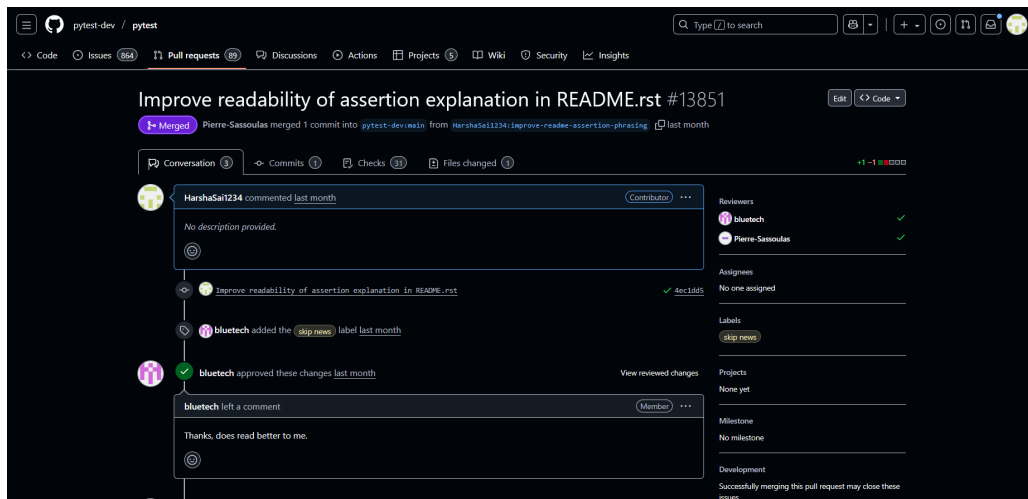 pytest-dev / pytest
Type / to search
<> Code
Issues 864
Pull requests 89
Discussions
Actions
Projects 5
Wiki
Security
Insights
Improve readability of assertion explanation in README.rst #13851
Edit
<> Code
Merged
Pierre-Sassoulas merged 1 commit into pytest-dev:main from HarshaSai1234:improve-readme-assertion-phrasing last month
Conversation 3
Commits 1
Checks 31
Files changed 1
+1 −1
HarshaSai1234 commented last month
Contributor
No description provided.
Improve readability of assertion explanation in README.rst
4ec1dd5
bluetech added the skip news label last month
bluetech approved these changes last month
View reviewed changes
bluetech left a comment
Member
Thanks, does read better to me.
Reviewers
bluetech
Pierre-Sassoulas
Assignees
No one assigned
Labels
skip news
Projects
None yet
Milestone
No milestone
Development
Successfully merging this pull request may close these
issues.